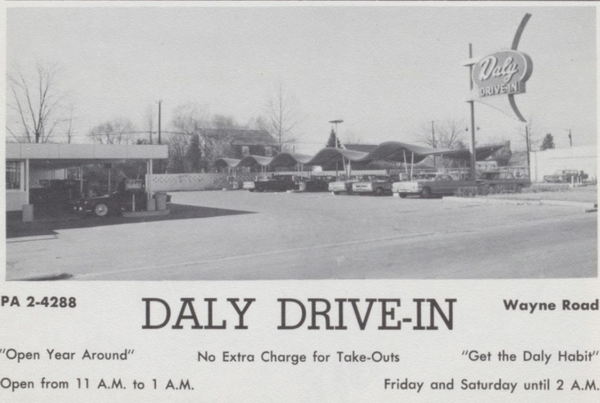 Daly
DRIVE-IN
PA 2-4288
DALY DRIVE-IN
Wayne Road
"Open Year Around"
No Extra Charge for Take-Outs
"Get the Daly Habit"
Open from 11 A.M. to 1 A.M.
Friday and Saturday until 2 A.M.